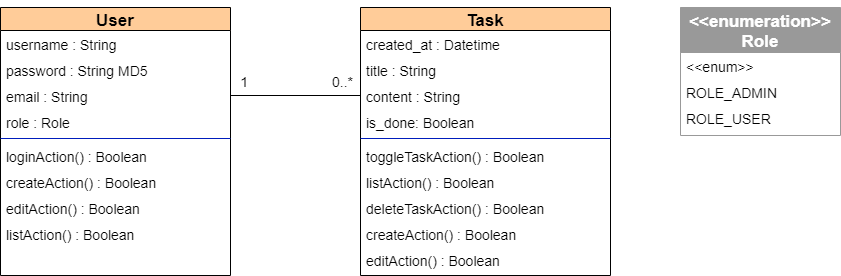 User
username : String
password : String MD5
email : String
role : Role
loginAction() : Boolean
createAction() : Boolean
editAction() : Boolean
listAction() : Boolean
1
0..*
Task
created_at : Datetime
title : String
content : String
is_done: Boolean
toggleTaskAction() : Boolean
listAction() : Boolean
deleteTaskAction() : Boolean
createAction() : Boolean
editAction() : Boolean
<<enumeration>>
Role
<<enum>>
ROLE_ADMIN
ROLE_USER